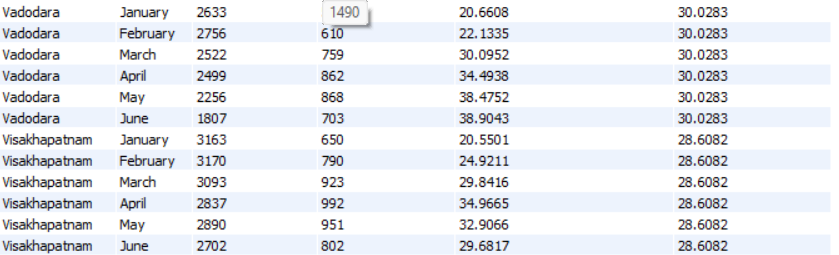 Vadodara January 2633 1490 20.6608 30.0283
Vadodara February 2756 610 22.1335 30.0283
Vadodara March 2522 759 30.0952 30.0283
Vadodara April 2499 862 34.4938 30.0283
Vadodara May 2256 868 38.4752 30.0283
Vadodara June 1807 703 38.9043 30.0283
Visakhapatnam January 3163 650 20.5501 28.6082
Visakhapatnam February 3170 790 24.9211 28.6082
Visakhapatnam March 3093 923 29.8416 28.6082
Visakhapatnam April 2837 992 34.9665 28.6082
Visakhapatnam May 2890 951 32.9066 28.6082
Visakhapatnam June 2702 802 29.6817 28.6082